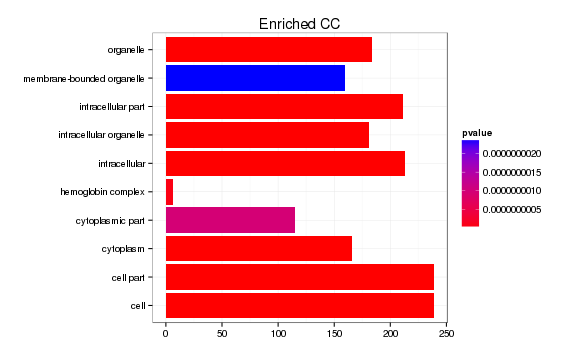 Enriched CC
organelle
membrane-bounded organelle
intracellular part
intracellular organelle
intracellular
hemoglobin complex
cytoplasmic part
cytoplasm
cell part
cell
0 50 100 150 200 250
pvalue
0.0000000020
0.0000000015
0.0000000010
0.0000000005